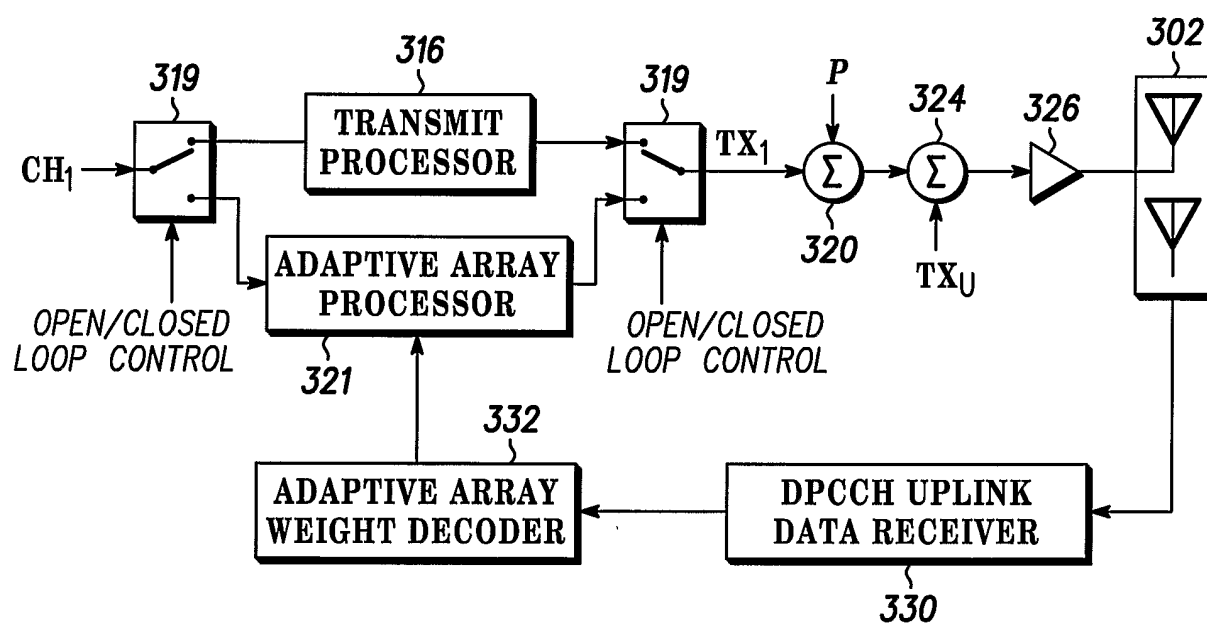 302
316
319
319
P
324
326
TRANSMIT
PROCESSOR
CH1
TX1
Σ
Σ
320
TXU
ADAPTIVE ARRAY
PROCESSOR
OPEN/CLOSED
LOOP CONTROL
OPEN/CLOSED
LOOP CONTROL
321
332
ADAPTIVE ARRAY
WEIGHT DECODER
DPCCH UPLINK
DATA RECEIVER
330